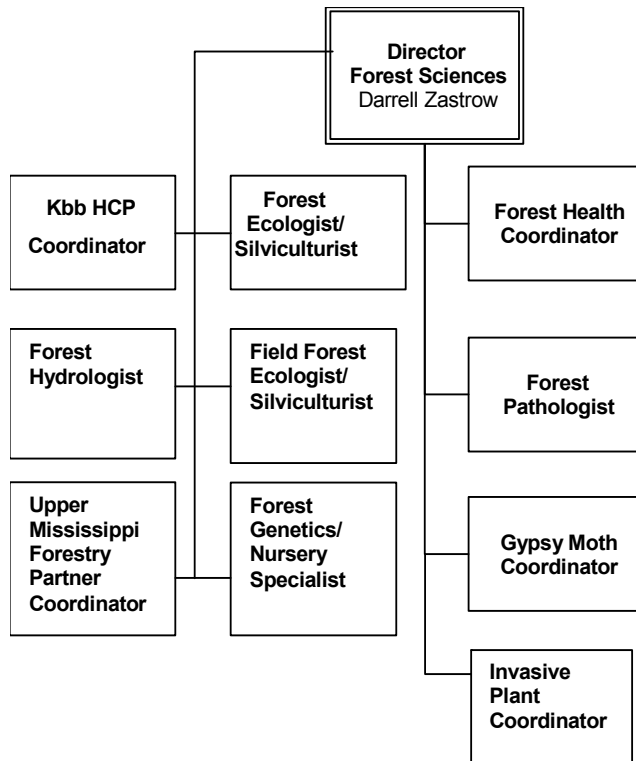 Director
Forest Sciences
Darrell Zastrow
Kbb HCP
Coordinator
Forest
Ecologist/
Silviculturist
Forest Health
Coordinator
Forest
Hydrologist
Field Forest
Ecologist/
Silviculturist
Forest
Pathologist
Upper
Mississippi
Forestry
Partner
Coordinator
Forest
Genetics/
Nursery
Specialist
Gypsy Moth
Coordinator
Invasive
Plant
Coordinator